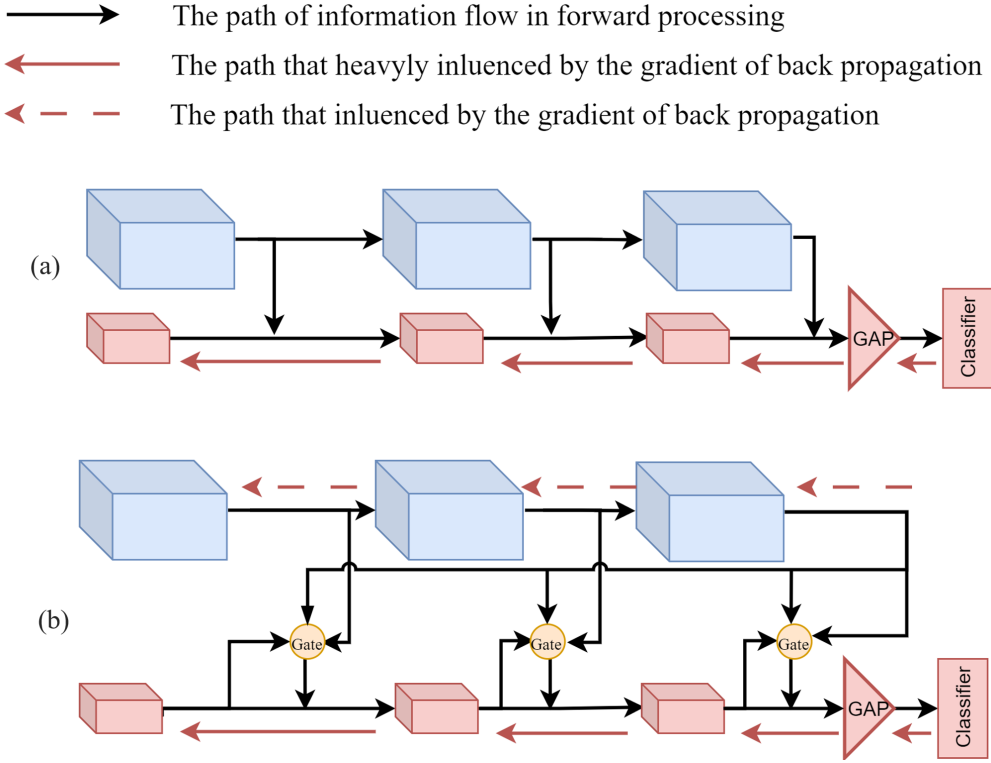 The path of information flow in forward processing
The path that heavyly inluenced by the gradient of back propagation
The path that inluenced by the gradient of back propagation
(a)
GAP
Classifier
(b)
Gate
Gate
Gate
GAP
Classifier